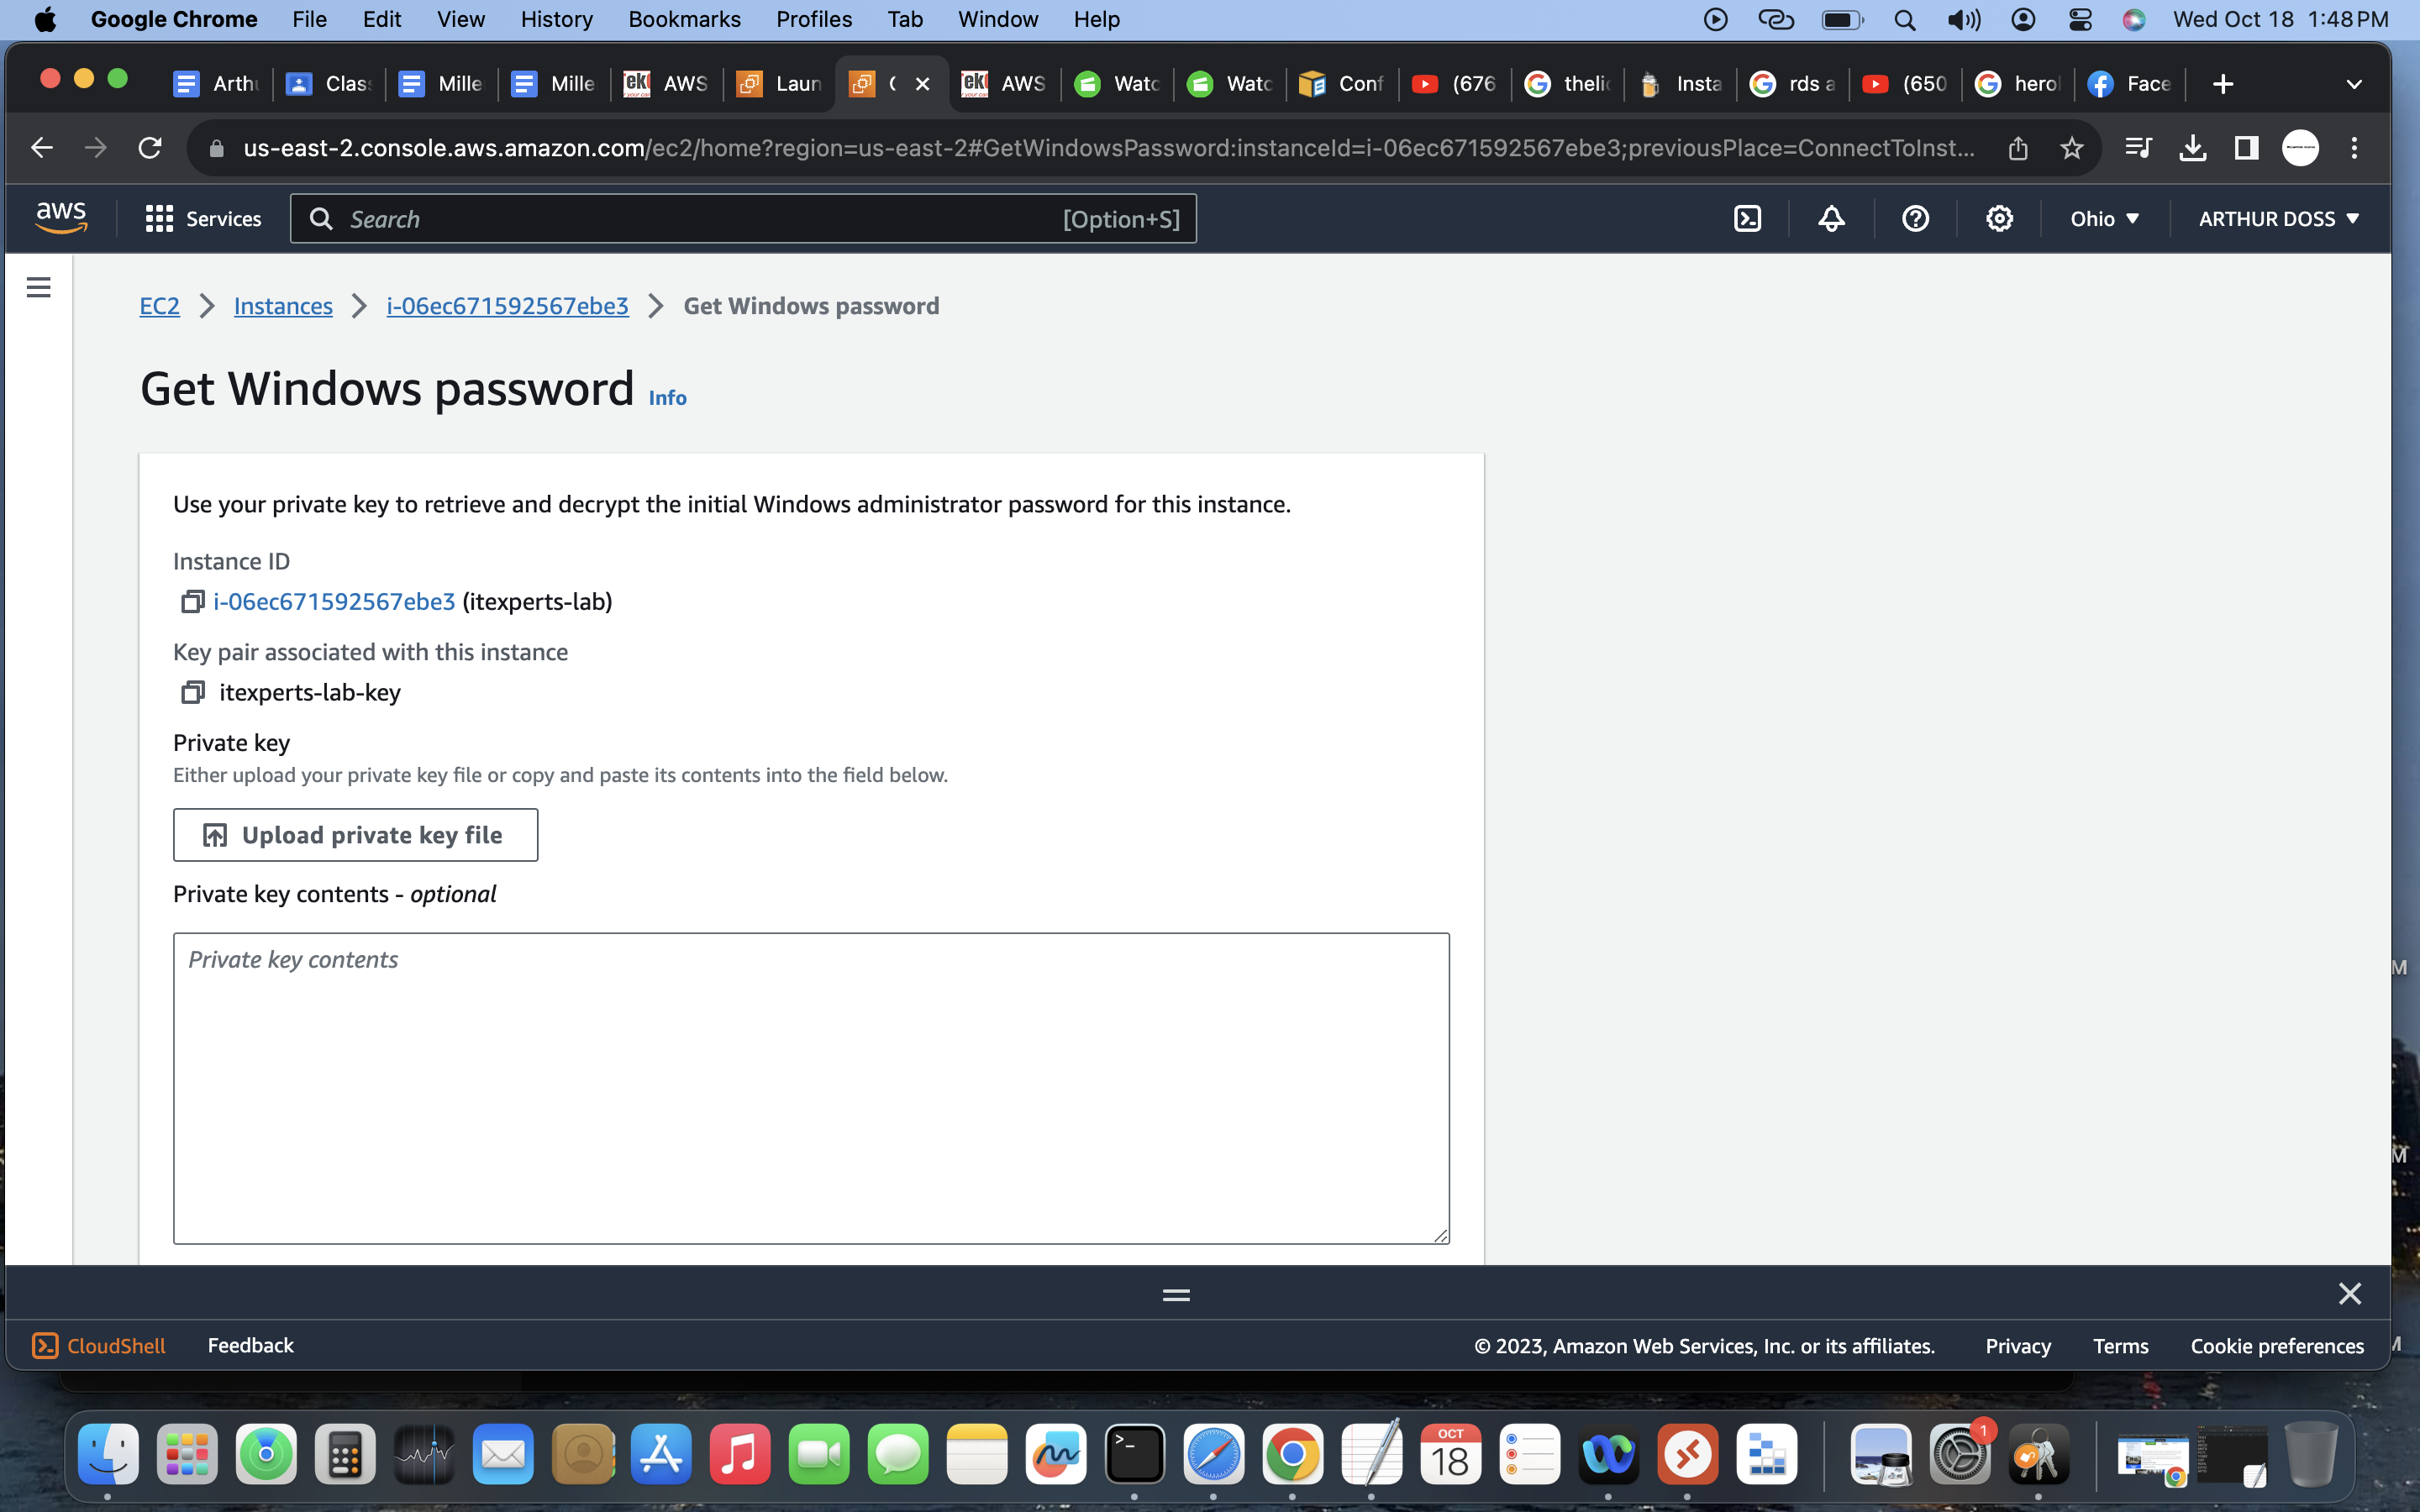 Google Chrome File Edit View History Bookmarks Profiles Tab Window Help Wed Oct 18 1:48 PM
Arthu Clas Mille Mille AWS Laun AWS Watc Watc Conf (676 thelic Insta rds a (650 hero Face
us-east-2.console.aws.amazon.com/ec2/home?region=us-east-2#GetWindowsPassword:instanceId=i-06ec671592567ebe3;previousPlace=ConnectToInst...
aws Services Search [Option+S] Ohio ARTHUR DOSS
EC2 Instances i-06ec671592567ebe3 Get Windows password
Get Windows password Info
Use your private key to retrieve and decrypt the initial Windows administrator password for this instance.
Instance ID
i-06ec671592567ebe3 (itexperts-lab)
Key pair associated with this instance
itexperts-lab-key
Private key
Either upload your private key file or copy and paste its contents into the field below.
Upload private key file
Private key contents - optional
Private key contents
M
M
CloudShell Feedback © 2023, Amazon Web Services, Inc. or its affiliates. Privacy Terms Cookie preferences
OCT
18
1